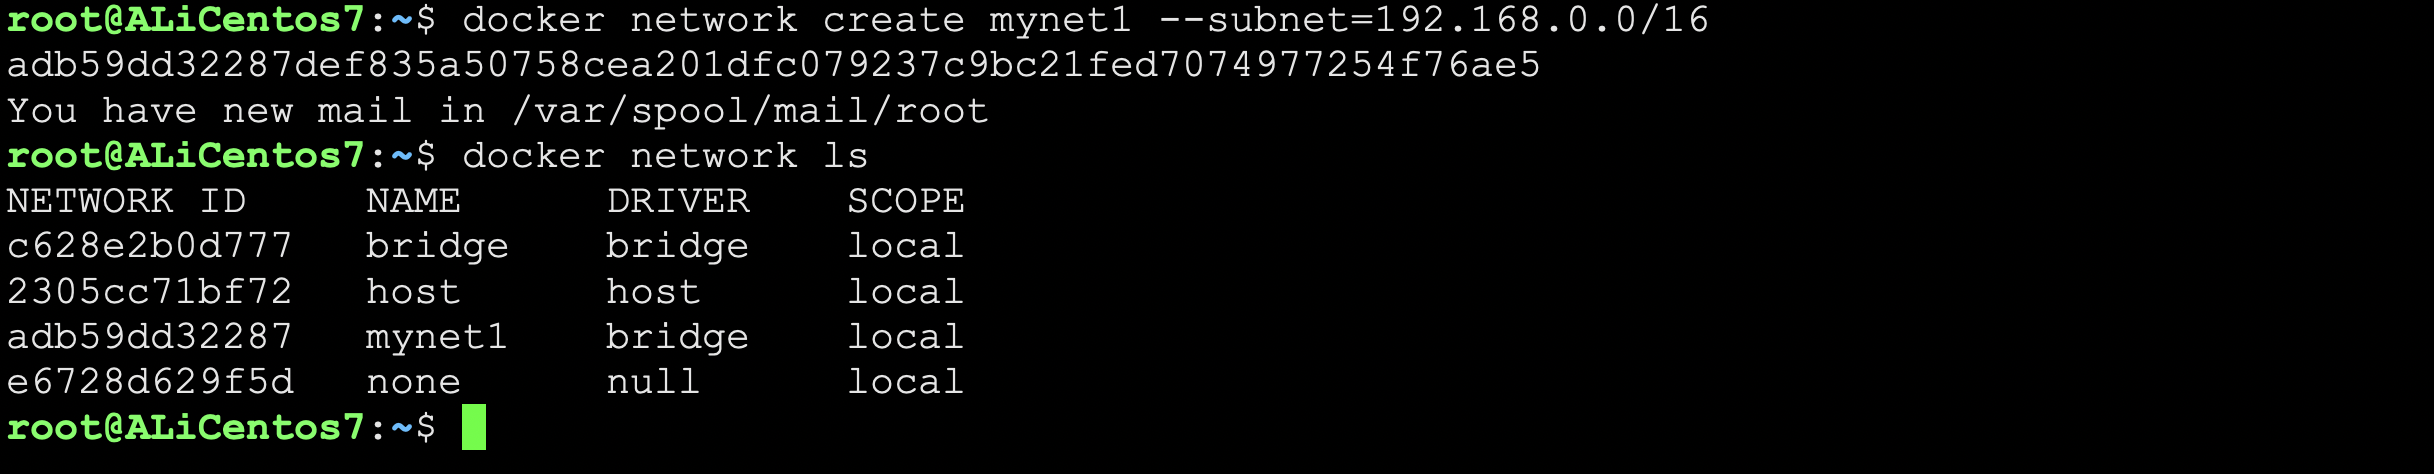 root@ALiCentos7:~$ docker network create mynet1 --subnet=192.168.0.0/16
adb59dd32287def835a50758cea201dfc079237c9bc21fed7074977254f76ae5
You have new mail in /var/spool/mail/root
root@ALiCentos7:~$ docker network ls
NETWORK ID     NAME      DRIVER    SCOPE
c628e2b0d777   bridge    bridge    local
2305cc71bf72   host      host      local
adb59dd32287   mynet1    bridge    local
e6728d629f5d   none      null      local
root@ALiCentos7:~$